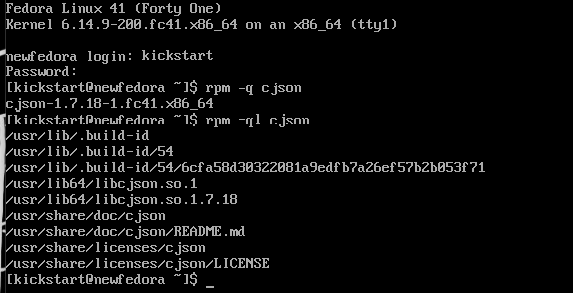 Fedora Linux 41 (Forty One)
Kernel 6.14.9-200.fc41.x86_64 on an x86_64 (tty1)
newfedora login: kickstart
Password:
[kickstart@newfedora ~]$ rpm -q cjson
cjson-1.7.18-1.fc41.x86_64
[kickstart@newfedora ~]$ rpm -ql cjson
/usr/lib/.build-id
/usr/lib/.build-id/54
/usr/lib/.build-id/54/6cfa58d30322081a9edfb7a26ef57b2b053f71
/usr/lib64/libcjson.so.1
/usr/lib64/libcjson.so.1.7.18
/usr/share/doc/cjson
/usr/share/doc/cjson/README.md
/usr/share/licenses/cjson
/usr/share/licenses/cjson/LICENSE
[kickstart@newfedora ~]$ _